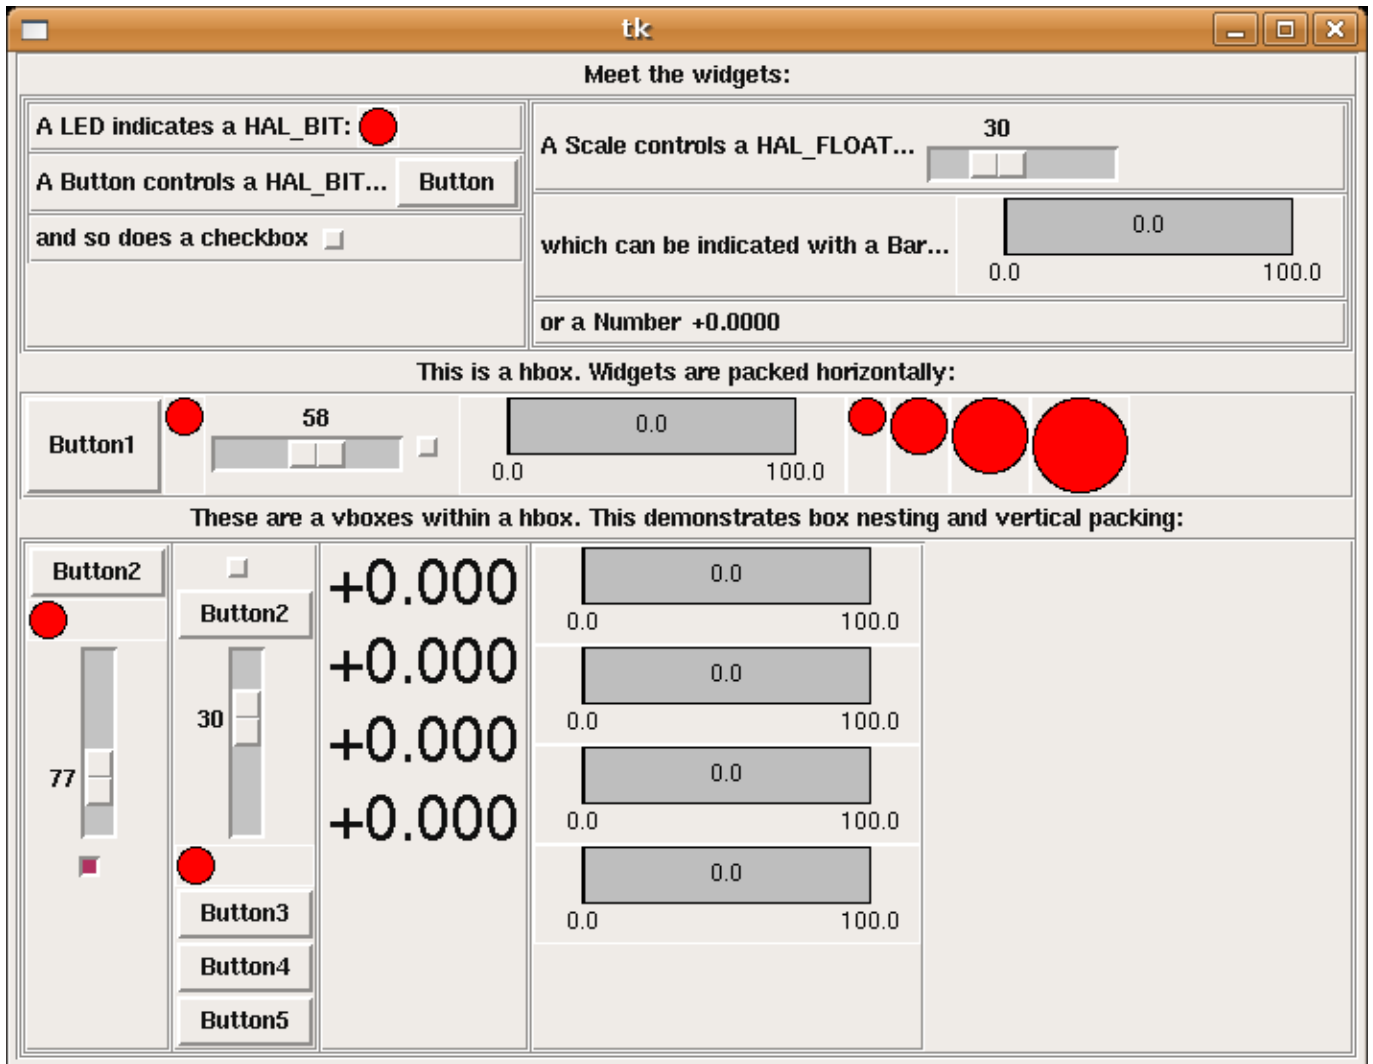 tk
Meet the widgets:
A LED indicates a HAL_BIT:
A Button controls a HAL_BIT... Button
and so does a checkbox
30
A Scale controls a HAL_FLOAT...
0.0
which can be indicated with a Bar...
0.0 100.0
or a Number +0.0000
This is a hbox. Widgets are packed horizontally:
Button1
58
0.0
0.0 100.0
These are a vboxes within a hbox. This demonstrates box nesting and vertical packing:
Button2
77
Button2
30
Button3
Button4
Button5
+0.000
+0.000
+0.000
+0.000
0.0
0.0 100.0
0.0
0.0 100.0
0.0
0.0 100.0
0.0
0.0 100.0